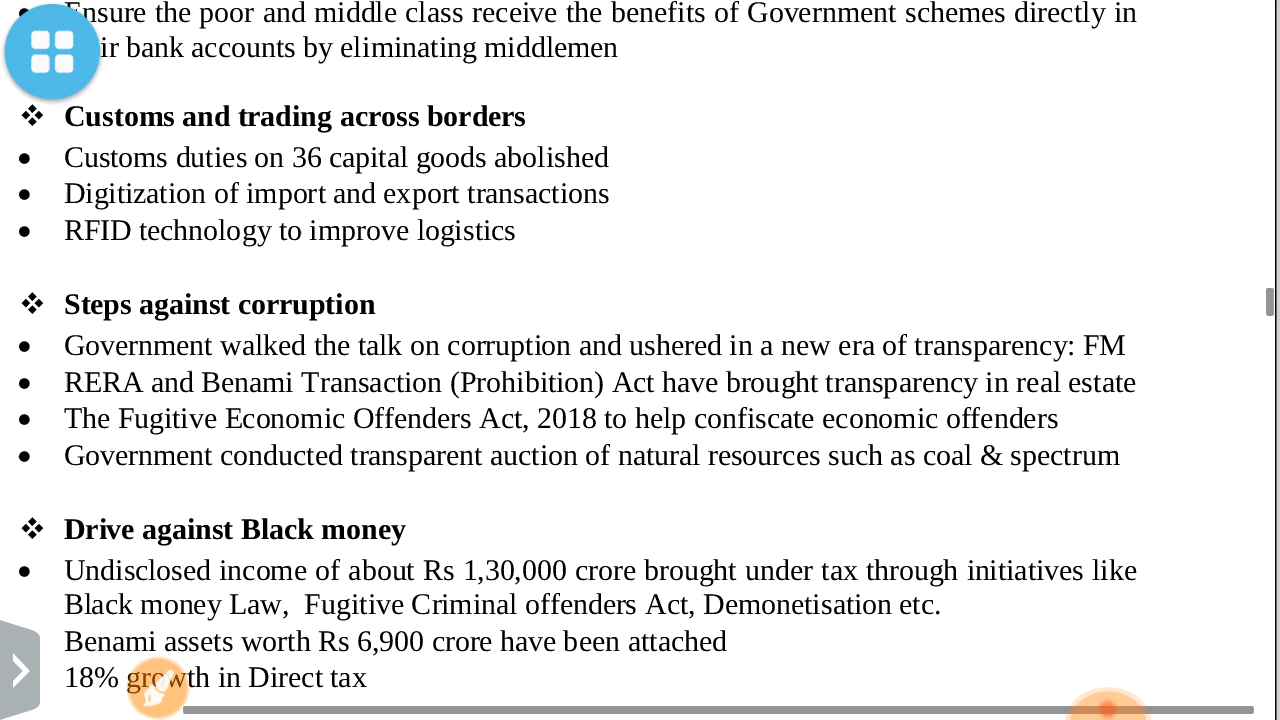 Ensure the poor and middle class receive the benefits of Government schemes directly in
ir bank accounts by eliminating middlemen
❖ Customs and trading across borders
• Customs duties on 36 capital goods abolished
• Digitization of import and export transactions
• RFID technology to improve logistics
❖ Steps against corruption
• Government walked the talk on corruption and ushered in a new era of transparency: FM
• RERA and Benami Transaction (Prohibition) Act have brought transparency in real estate
• The Fugitive Economic Offenders Act, 2018 to help confiscate economic offenders
• Government conducted transparent auction of natural resources such as coal & spectrum
❖ Drive against Black money
• Undisclosed income of about Rs 1,30,000 crore brought under tax through initiatives like
Black money Law,  Fugitive Criminal offenders Act, Demonetisation etc.
Benami assets worth Rs 6,900 crore have been attached
18% growth in Direct tax